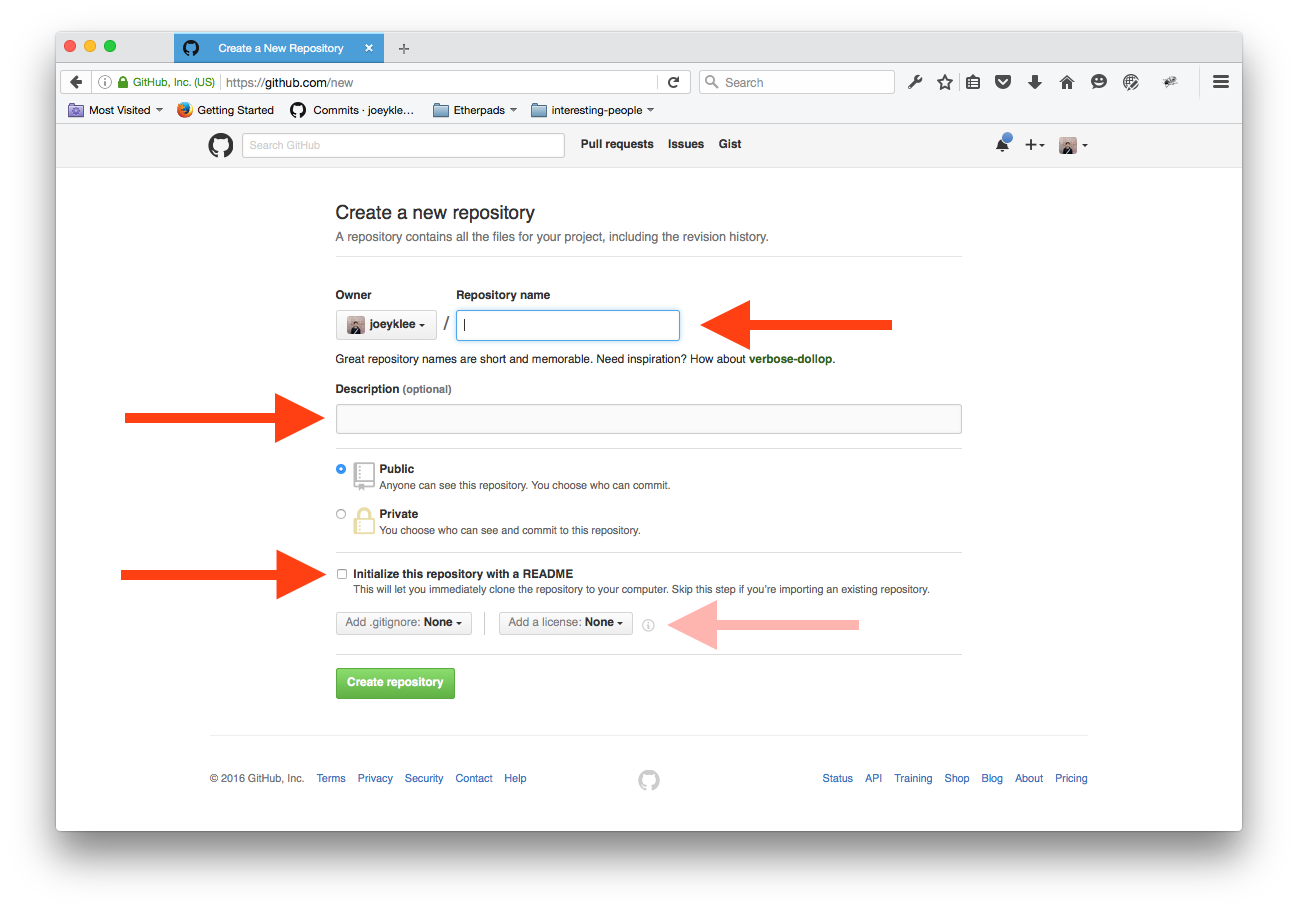 Create a New Repository
GitHub, Inc. (US) https://github.com/new Search
Most Visited Getting Started Commits · joeykle… Etherpads interesting-people
Search GitHub Pull requests Issues Gist
Create a new repository
A repository contains all the files for your project, including the revision history.
Owner Repository name
joeyklee /
Great repository names are short and memorable. Need inspiration? How about verbose-dollop.
Description (optional)
Public
Anyone can see this repository. You choose who can commit.
Private
You choose who can see and commit to this repository.
Initialize this repository with a README
This will let you immediately clone the repository to your computer. Skip this step if you're importing an existing repository.
Add .gitignore: None Add a license: None
Create repository
© 2016 GitHub, Inc. Terms Privacy Security Contact Help Status API Training Shop Blog About Pricing